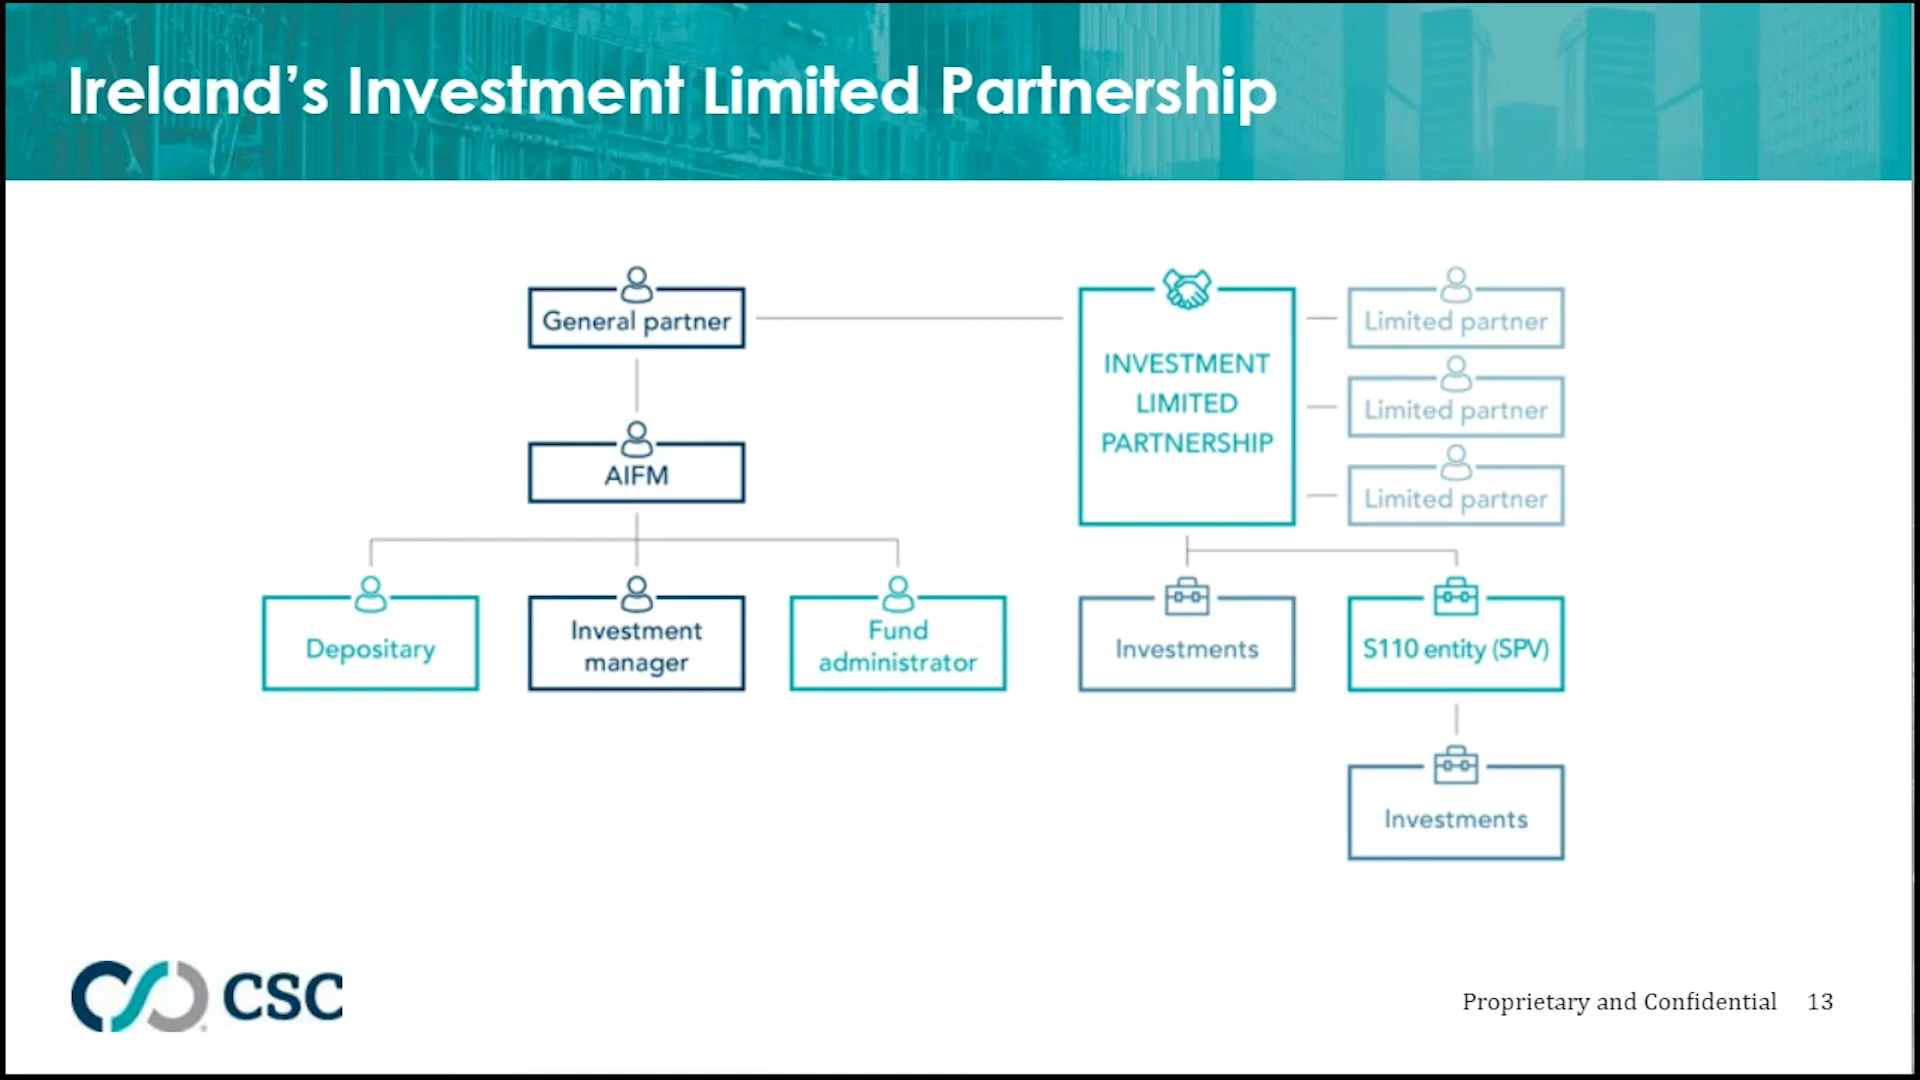 Ireland’s Investment Limited Partnership
General partner
INVESTMENT
LIMITED
PARTNERSHIP
Limited partner
Limited partner
Limited partner
AIFM
Depositary
Investment
manager
Fund
administrator
Investments
S110 entity (SPV)
Investments
CSC
Proprietary and Confidential 13